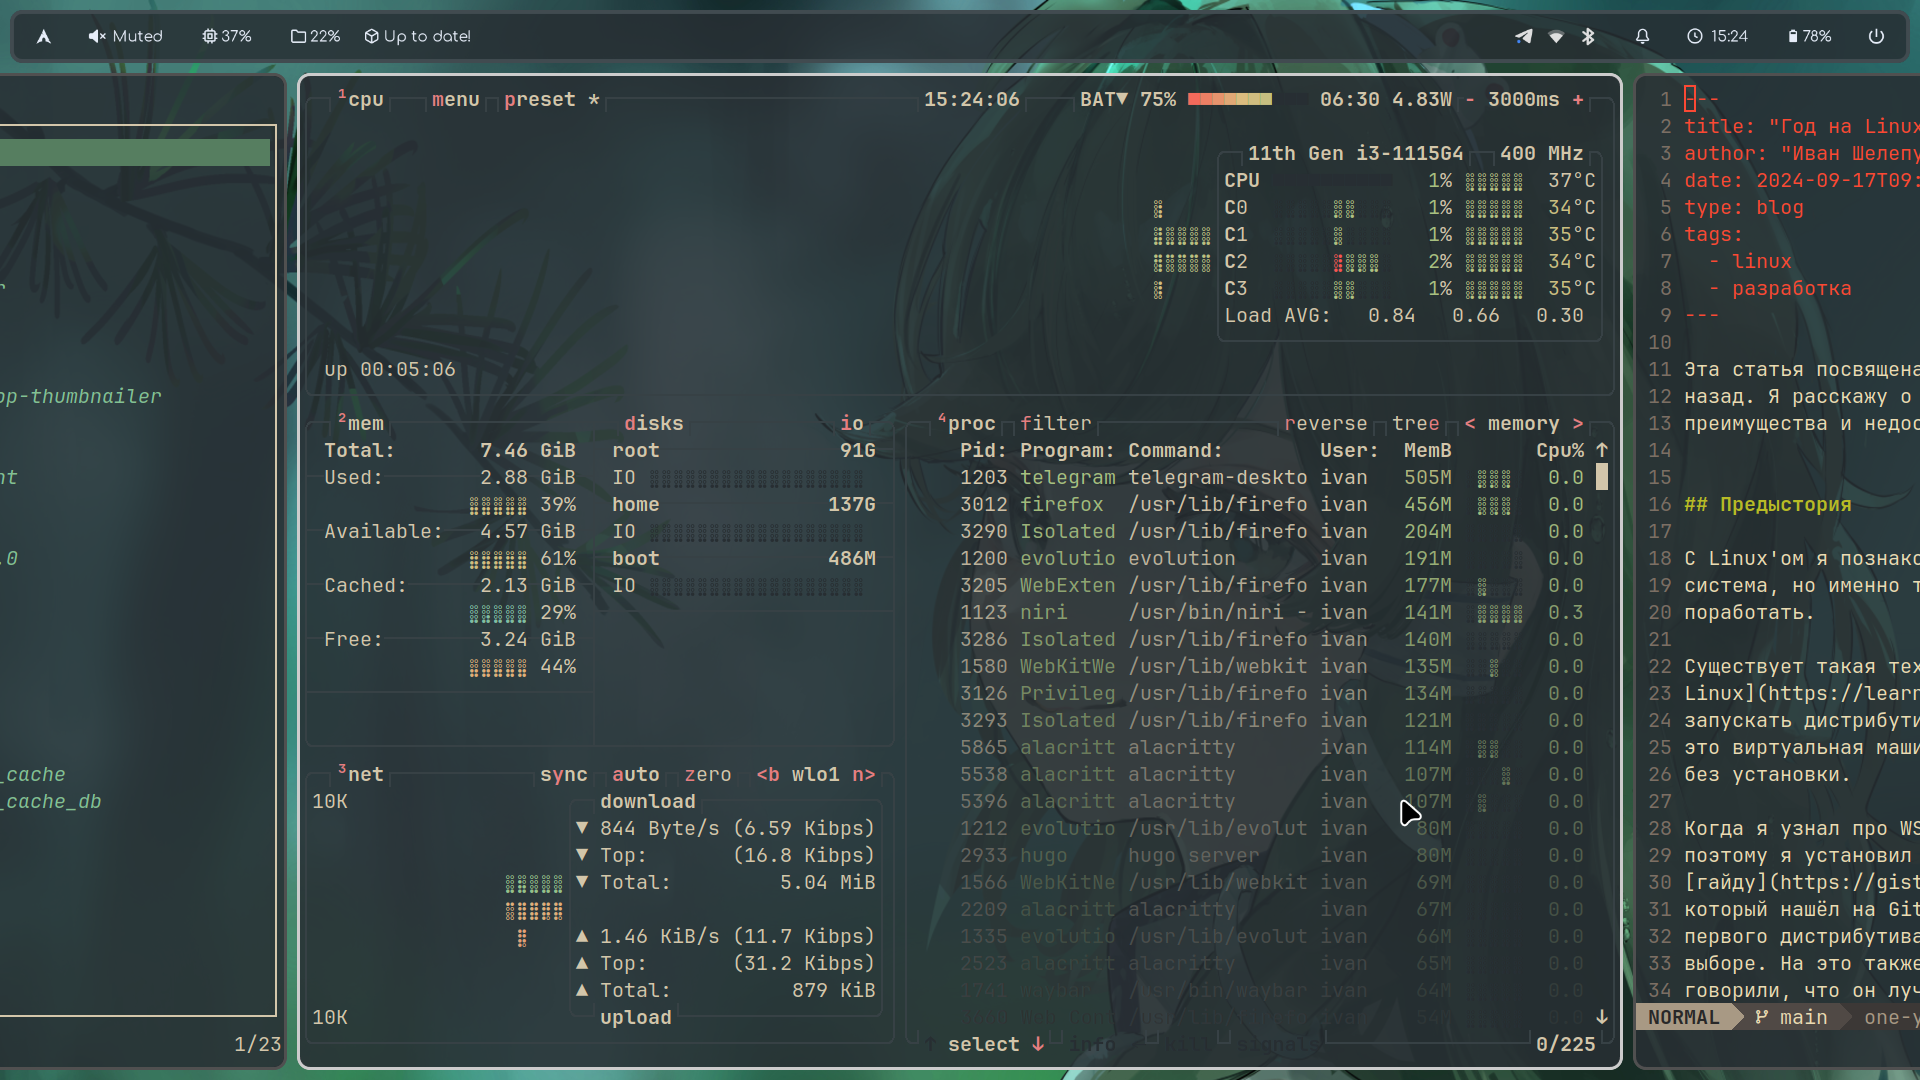 Muted 37% 22% Up to date! 15:24 78%
op-thumbnailer
nt
.0
_cache
_cache_db
1/23
1cpu menu preset * 15:24:06 BAT▼ 75% 06:30 4.83W - 3000ms +
11th Gen i3-1115G4 400 MHz
CPU 1% 37°C
C0 1% 34°C
C1 1% 35°C
C2 2% 34°C
C3 1% 35°C
Load AVG: 0.84 0.66 0.30
up 00:05:06
2mem disks io
Total: 7.46 GiB root 91G
Used: 2.88 GiB IO
39% home 137G
Available: 4.57 GiB IO
61% boot 486M
Cached: 2.13 GiB IO
29%
Free: 3.24 GiB
44%
3net sync auto zero <b wlo1 n>
10K
download
▼ 844 Byte/s (6.59 Kibps)
▼ Top: (16.8 Kibps)
▼ Total: 5.04 MiB
▲ 1.46 KiB/s (11.7 Kibps)
▲ Top: (31.2 Kibps)
▲ Total: 879 KiB
10K
upload
4proc filter reverse tree < memory >
Pid: Program: Command: User: MemB Cpu% ↑
1203 telegram telegram-deskto ivan 505M 0.0
3012 firefox /usr/lib/firefo ivan 456M 0.0
3290 Isolated /usr/lib/firefo ivan 204M 0.0
1200 evolutio evolution ivan 191M 0.0
3205 WebExten /usr/lib/firefo ivan 177M 0.0
1123 niri /usr/bin/niri - ivan 141M 0.3
3286 Isolated /usr/lib/firefo ivan 140M 0.0
1580 WebKitWe /usr/lib/webkit ivan 135M 0.0
3126 Privileg /usr/lib/firefo ivan 134M 0.0
3293 Isolated /usr/lib/firefo ivan 121M 0.0
5865 alacritt alacritty ivan 114M 0.0
5538 alacritt alacritty ivan 107M 0.0
5396 alacritt alacritty ivan 107M 0.0
1212 evolutio /usr/lib/evolut ivan 80M 0.0
2933 hugo hugo server ivan 80M 0.0
1566 WebKitNe /usr/lib/webkit ivan 69M 0.0
2209 alacritt alacritty ivan 67M 0.0
1335 evolutio /usr/lib/evolut ivan 66M 0.0
2523 alacritt alacritty ivan 65M 0.0
1741 waybar /usr/bin/waybar ivan 64M 0.0
↑ select ↓ info kill signals 0/225
1 ---
2 title: "Год на Linux
3 author: "Иван Шелепу
4 date: 2024-09-17T09:
5 type: blog
6 tags:
7 - linux
8 - разработка
9 ---
10
11 Эта статья посвящена
12 назад. Я расскажу о
13 преимущества и недос
14
15
16 ## Предыстория
17
18 С Linux'ом я познако
19 система, но именно т
20 поработать.
21
22 Существует такая тех
23 Linux](https://learn
24 запускать дистрибути
25 это виртуальная маши
26 без установки.
27
28 Когда я узнал про WS
29 поэтому я установил
30 [гайду](https://gist
31 который нашёл на Git
32 первого дистрибутива
33 выборе. На это также
34 говорили, что он луч
NORMAL main one-y